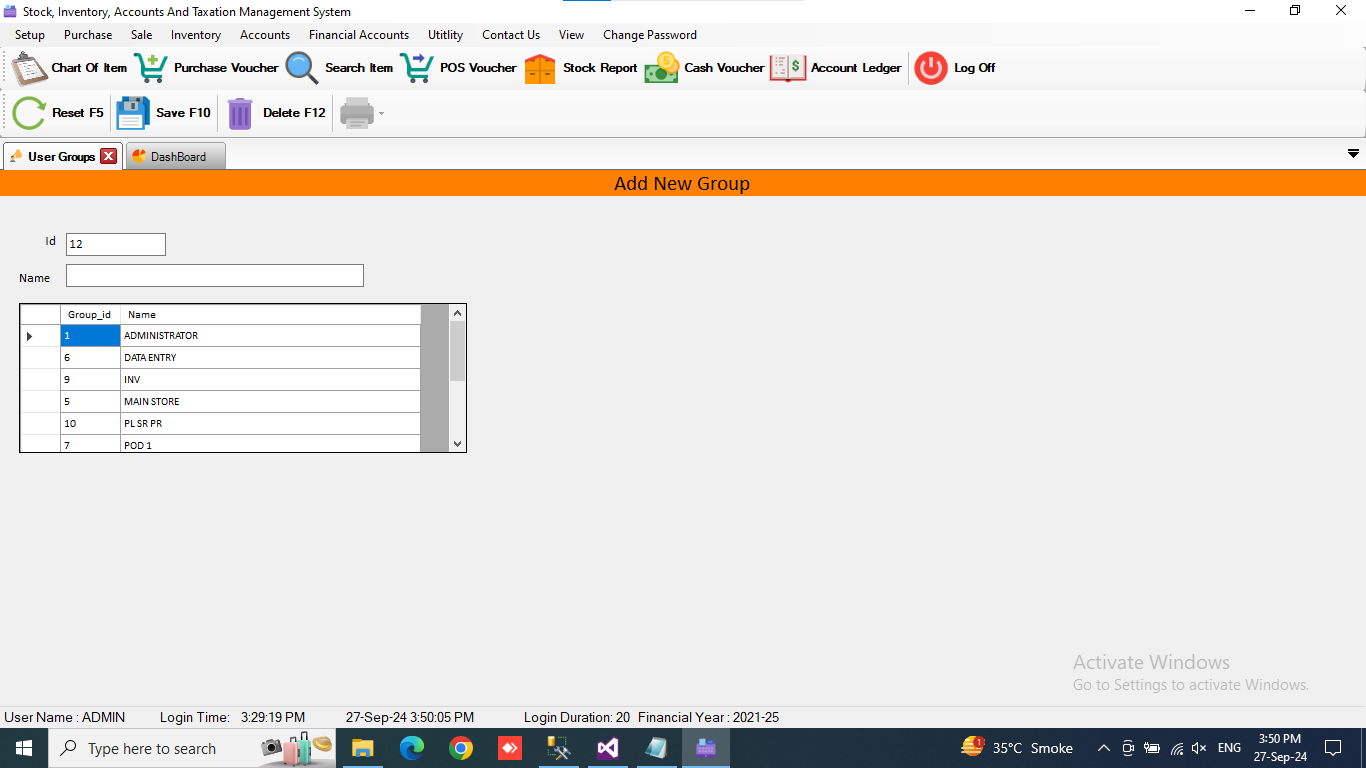 Stock, Inventory, Accounts And Taxation Management System
Setup Purchase Sale Inventory Accounts Financial Accounts Utitlity Contact Us View Change Password
Chart Of Item Purchase Voucher Search Item POS Voucher Stock Report Cash Voucher Account Ledger Log Off
Reset F5 Save F10 Delete F12
User Groups DashBoard
Add New Group
Id 12
Name
Group_id Name
1 ADMINISTRATOR
6 DATA ENTRY
9 INV
5 MAIN STORE
10 PL SR PR
7 POD 1
Activate Windows
Go to Settings to activate Windows.
User Name : ADMIN Login Time: 3:29:19 PM 27-Sep-24 3:50:05 PM Login Duration: 20 Financial Year : 2021-25
Type here to search 1 35°C Smoke ENG 3:50 PM
27-Sep-24